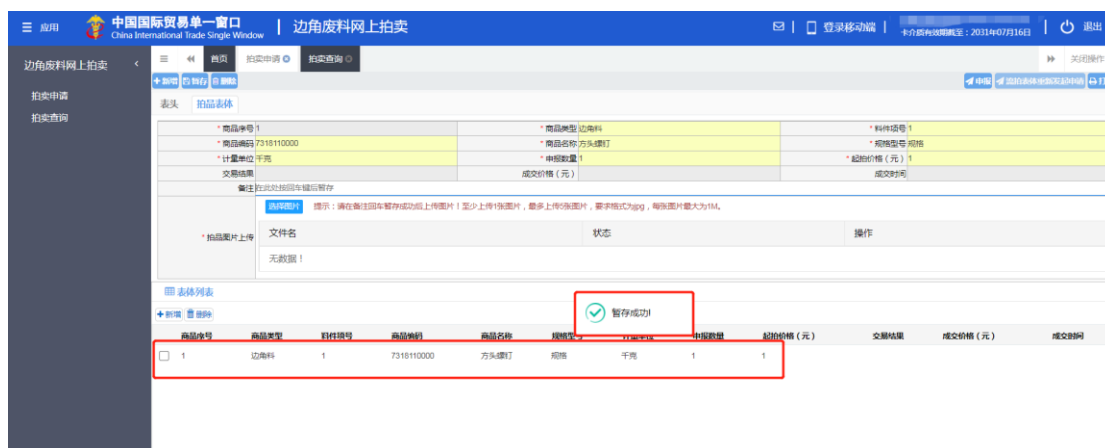 ☰ 应用 中国国际贸易单一窗口 边角废料网上拍卖 登录移动端 退出
China International Trade Single Window 卡介质有效期截至：2031年07月16日
边角废料网上拍卖 首页 拍卖申请 拍卖查询 关闭操作
拍卖申请
拍卖查询
+新增 暂存 删除 申报
表头 拍品表体
*商品序号 1 *商品类型 边角料 *料件项号 1
*商品编码 7318110000 *商品名称 方头螺钉 *规格型号 规格
*计量单位 千克 *申报数量 1 *起拍价格（元） 1
交易结果 成交价格（元） 成交时间
备注 在此处按回车键后暂存
选择图片 提示：请在备注回车暂存成功后上传图片！至少上传1张图片，最多上传5张图片，要求格式为jpg，每张图片最大为1M。
*拍品图片上传 文件名 状态 操作
无数据！
表体列表
+新增 删除 暂存成功!
商品序号 商品类型 料件项号 商品编码 商品名称 规格型号 计量单位 申报数量 起拍价格（元） 交易结果 成交价格（元） 成交时间
1 边角料 1 7318110000 方头螺钉 规格 千克 1 1